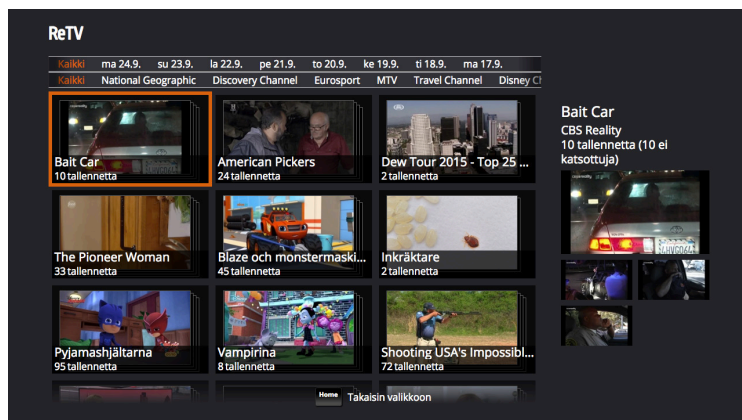 ReTV
Kaikki ma 24.9. su 23.9. la 22.9. pe 21.9. to 20.9. ke 19.9. ti 18.9. ma 17.9.
Kaikki National Geographic Discovery Channel Eurosport MTV Travel Channel Disney Ch
Bait Car
10 tallennetta
American Pickers
24 tallennetta
Dew Tour 2015 - Top 25 ...
2 tallennetta
The Pioneer Woman
33 tallennetta
Blaze och monstermaski...
45 tallennetta
Inkräktare
2 tallennetta
Pyjamashjältarna
95 tallennetta
Vampirina
8 tallennetta
Shooting USA's Impossibl...
72 tallennetta
Bait Car
CBS Reality
10 tallennetta (10 ei
katsottuja)
Home Takaisin valikkoon